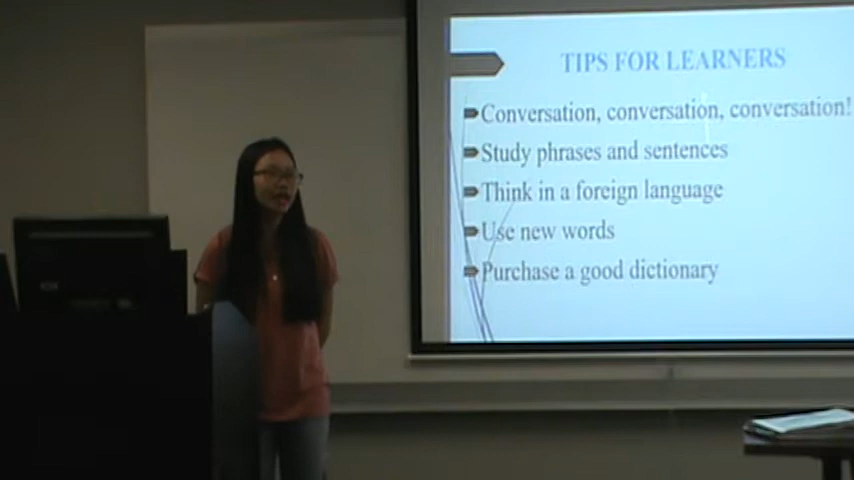 TIPS FOR LEARNERS
Conversation, conversation, conversation!
Study phrases and sentences
Think in a foreign language
Use new words
Purchase a good dictionary